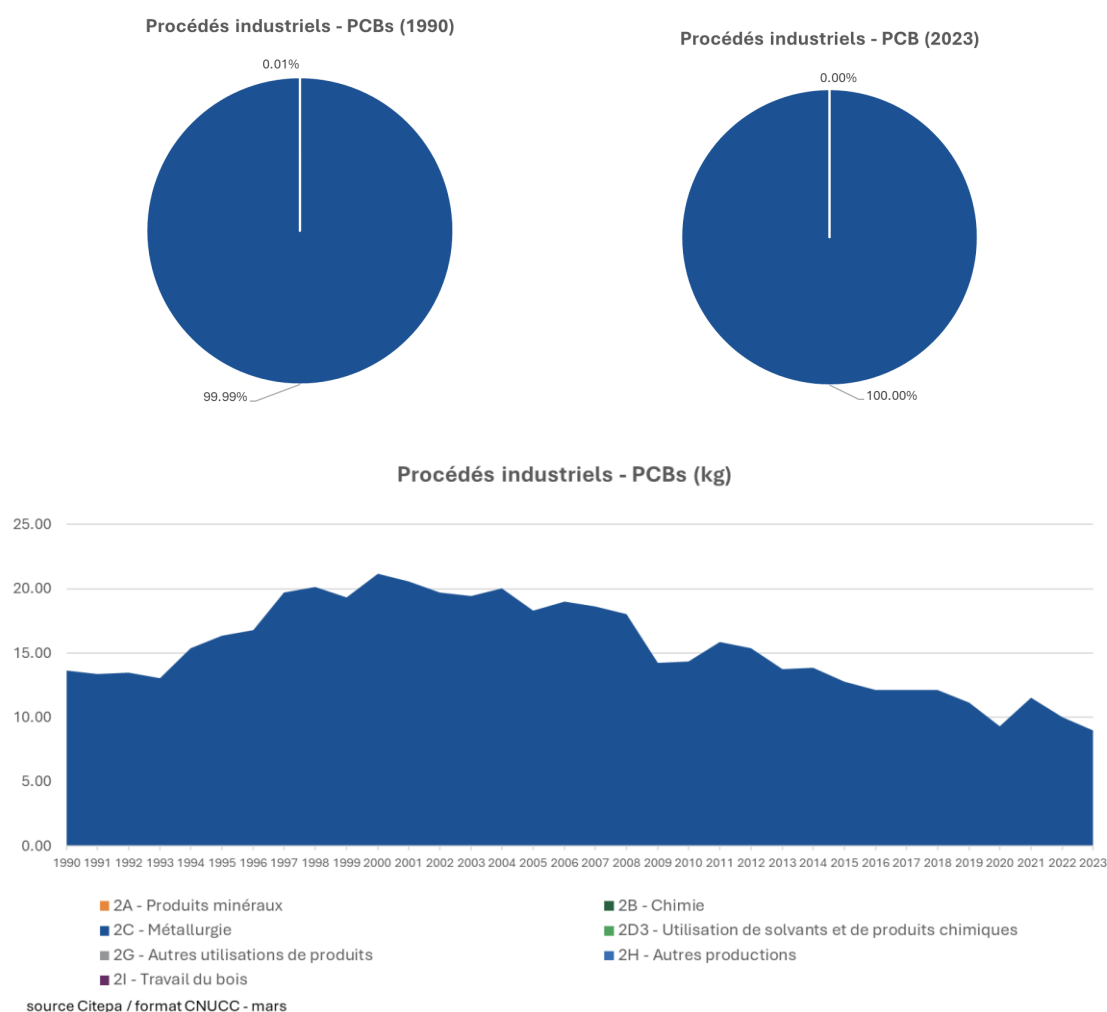 Procédés industriels - PCBs (1990)
Procédés industriels - PCB (2023)
0.01%
0.00%
99.99%
100.00%
Procédés industriels - PCBs (kg)
25.00
20.00
15.00
10.00
5.00
0.00
1990 1991 1992 1993 1994 1995 1996 1997 1998 1999 2000 2001 2002 2003 2004 2005 2006 2007 2008 2009 2010 2011 2012 2013 2014 2015 2016 2017 2018 2019 2020 2021 2022 2023
2A - Produits minéraux
2B - Chimie
2C - Métallurgie
2D3 - Utilisation de solvants et de produits chimiques
2G - Autres utilisations de produits
2H - Autres productions
2I - Travail du bois
source Citepa / format CNUCC - mars